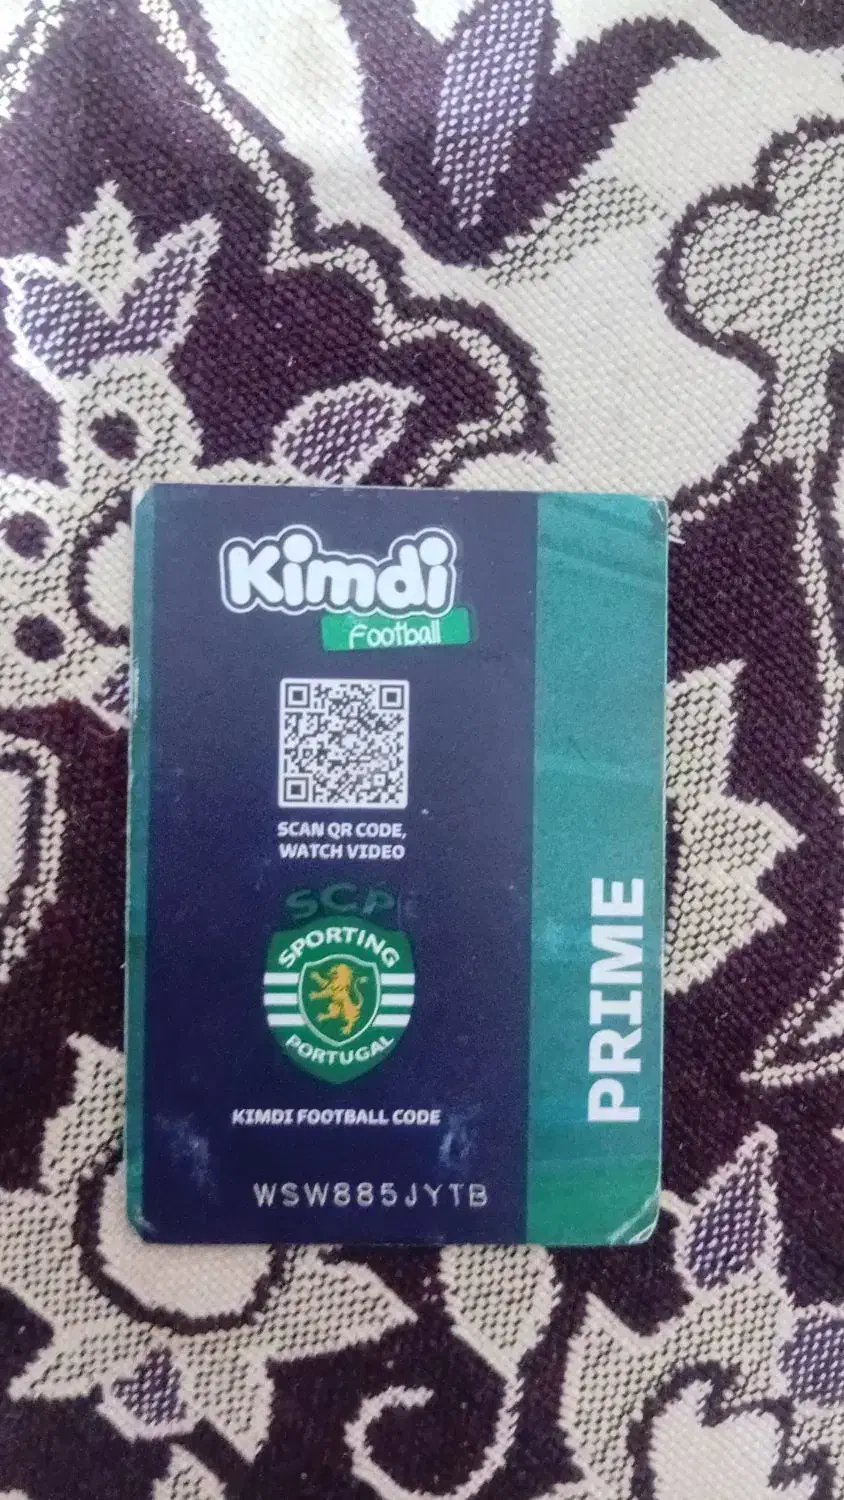 Kimdi
Football
SCAN QR CODE,
WATCH VIDEO
SCP
SPORTING
PORTUGAL
KIMDI FOOTBALL CODE
WSW885JYTB
PRIME